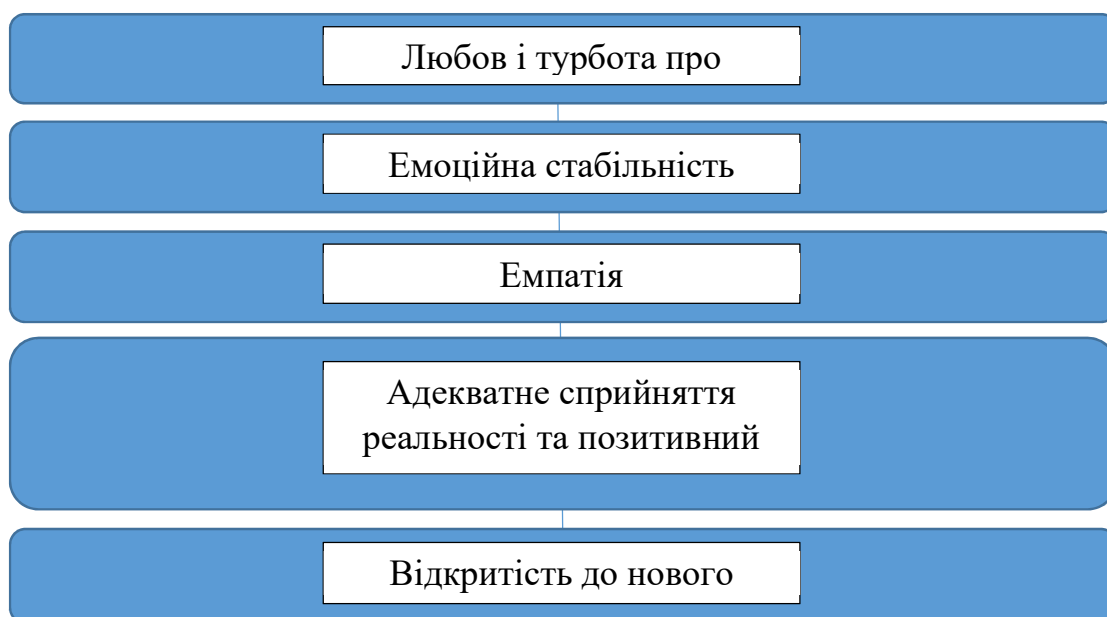 Любов і турбота про
Емоційна стабільність
Емпатія
Адекватне сприйняття
реальності та позитивний
Відкритість до нового